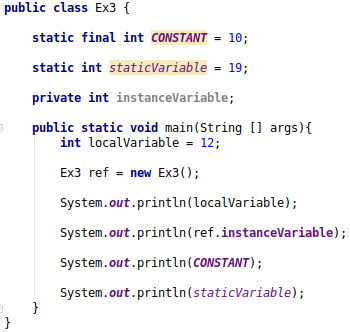 public class Ex3 {
static final int CONSTANT = 10;
static int staticVariable = 19;
private int instanceVariable;
public static void main(String [] args){
int localVariable = 12;
Ex3 ref = new Ex3();
System.out.println(localVariable);
System.out.println(ref.instanceVariable);
System.out.println(CONSTANT);
System.out.println(staticVariable);
}
}